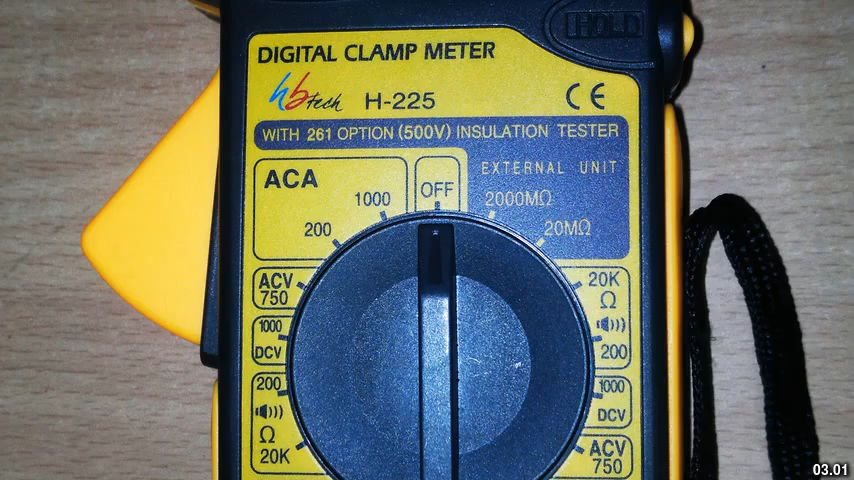 HOLD
DIGITAL CLAMP METER
hbtech H-225 CE
WITH 261 OPTION (500V) INSULATION TESTER
ACA
1000
200
OFF
EXTERNAL UNIT
2000MΩ
20MΩ
ACV
750
1000
DCV
200
Ω
20K
20K
Ω
200
1000
DCV
ACV
750
03.01